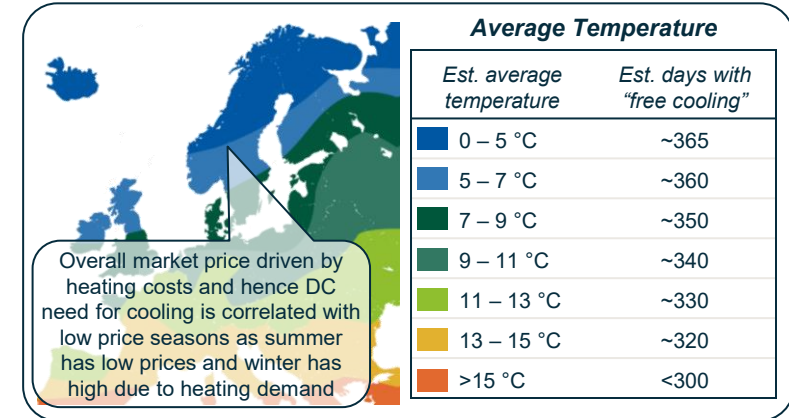 Average Temperature
Est. average temperature
Est. days with "free cooling"
0 – 5 °C ~365
5 – 7 °C ~360
7 – 9 °C ~350
9 – 11 °C ~340
11 – 13 °C ~330
13 – 15 °C ~320
>15 °C <300
Overall market price driven by
heating costs and hence DC
need for cooling is correlated with
low price seasons as summer
has low prices and winter has
high due to heating demand